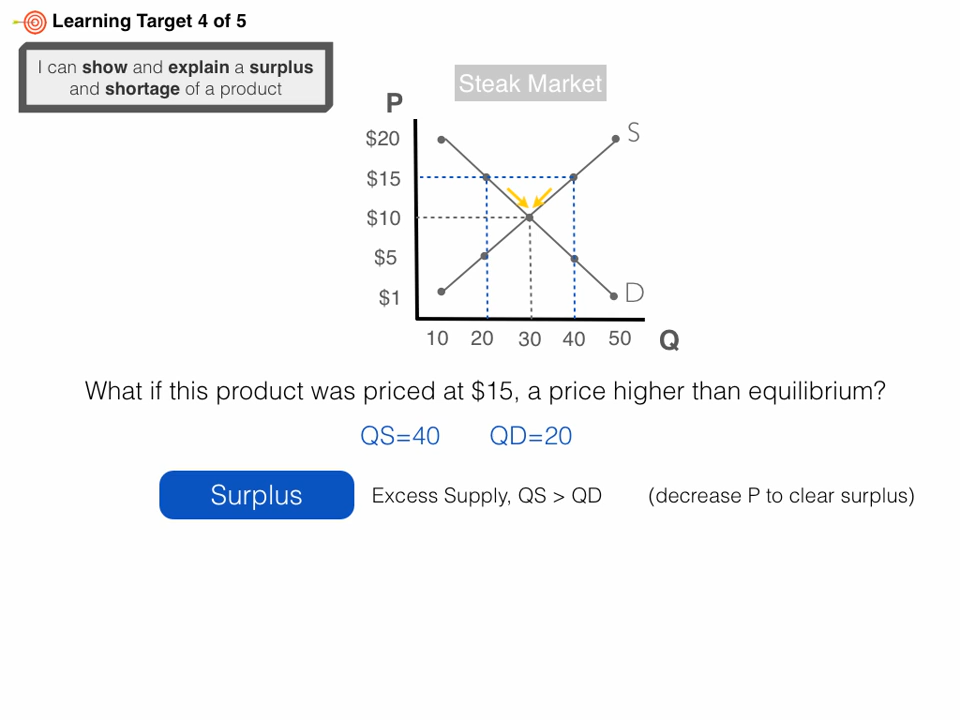 Learning Target 4 of 5
I can show and explain a surplus
and shortage of a product
Steak Market
P
$20
$15
$10
$5
$1
S
D
10 20 30 40 50
Q
What if this product was priced at $15, a price higher than equilibrium?
QS=40 QD=20
Surplus
Excess Supply, QS > QD
(decrease P to clear surplus)